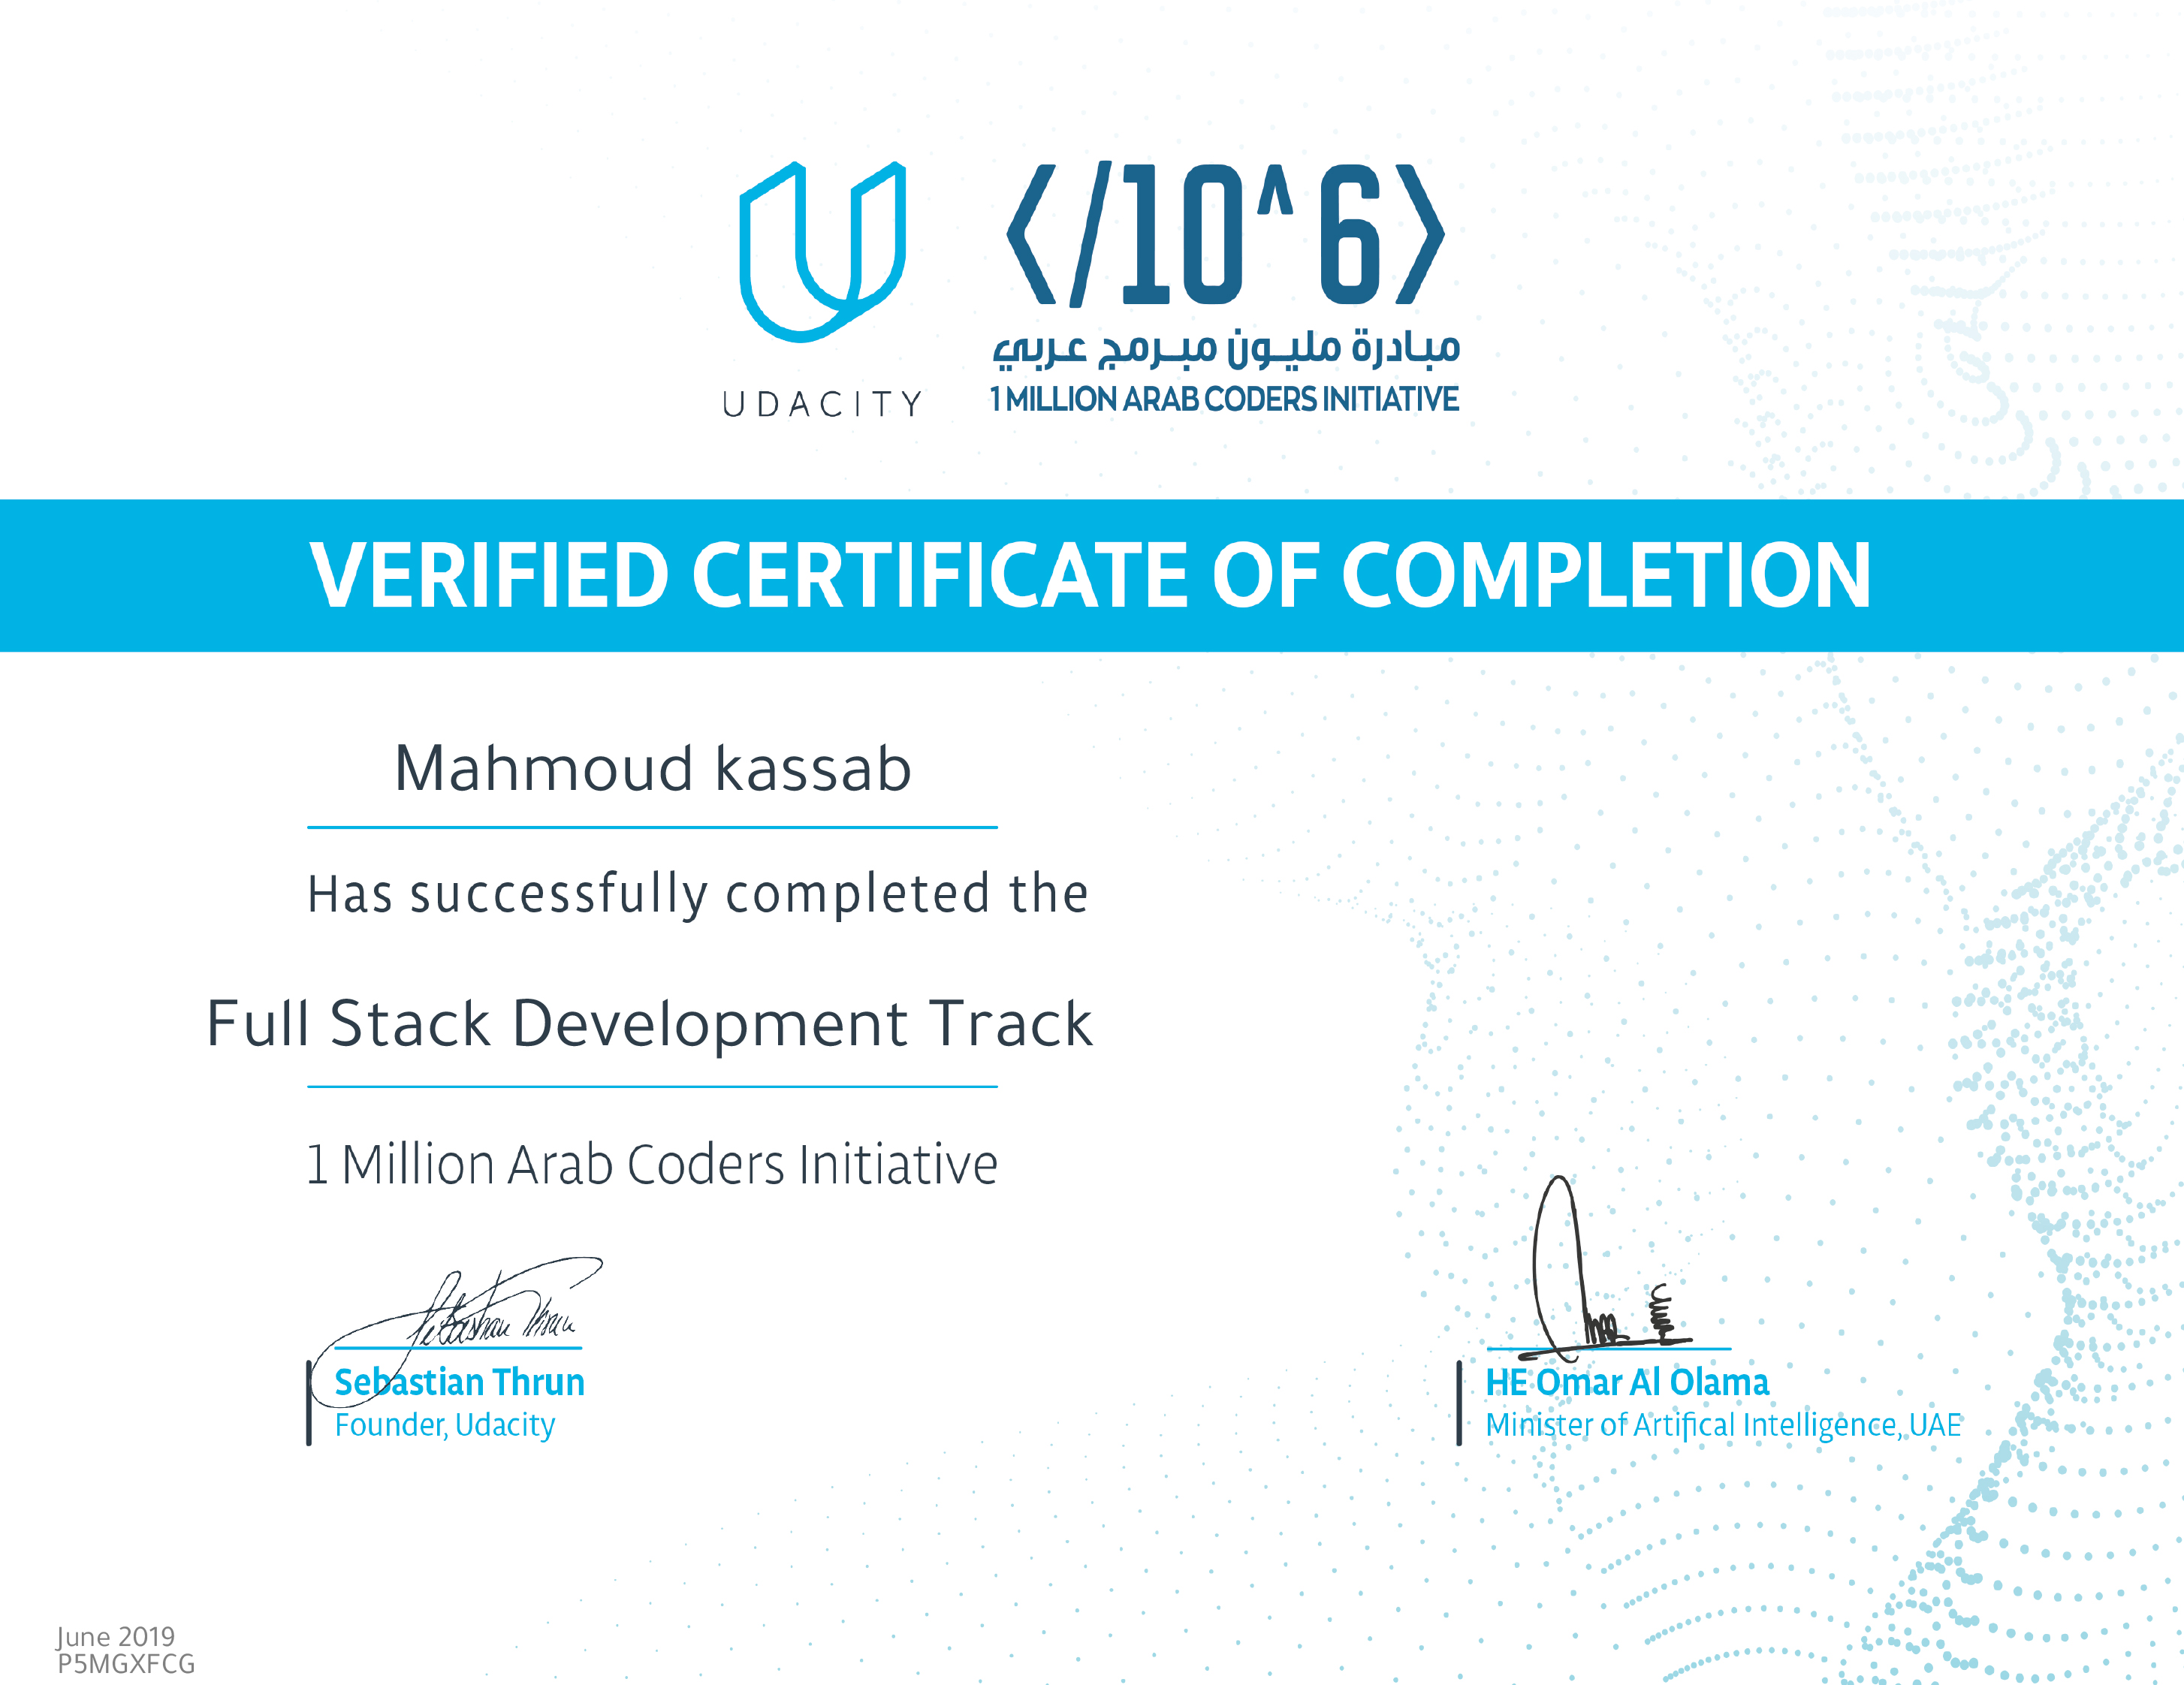 UDACITY
</10^6>
مبادرة مليون مبرمج عربي
1 MILLION ARAB CODERS INITIATIVE
VERIFIED CERTIFICATE OF COMPLETION
Mahmoud kassab
Has successfully completed the
Full Stack Development Track
1 Million Arab Coders Initiative
Sebastian Thrun
Sebastian Thrun
Founder, Udacity
HE Omar Al Olama
Minister of Artifical Intelligence, UAE
June 2019
P5MGXFCG